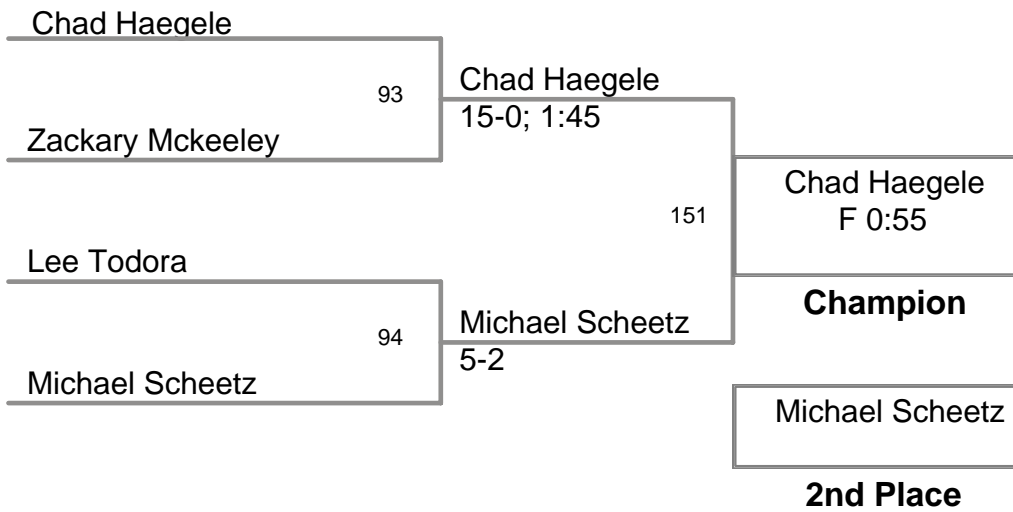 Chad Haegele
93
Zackary Mckeeley
Chad Haegele
15-0; 1:45
Lee Todora
94
Michael Scheetz
Michael Scheetz
5-2
151
Chad Haegele
F 0:55
Champion
Michael Scheetz
2nd Place